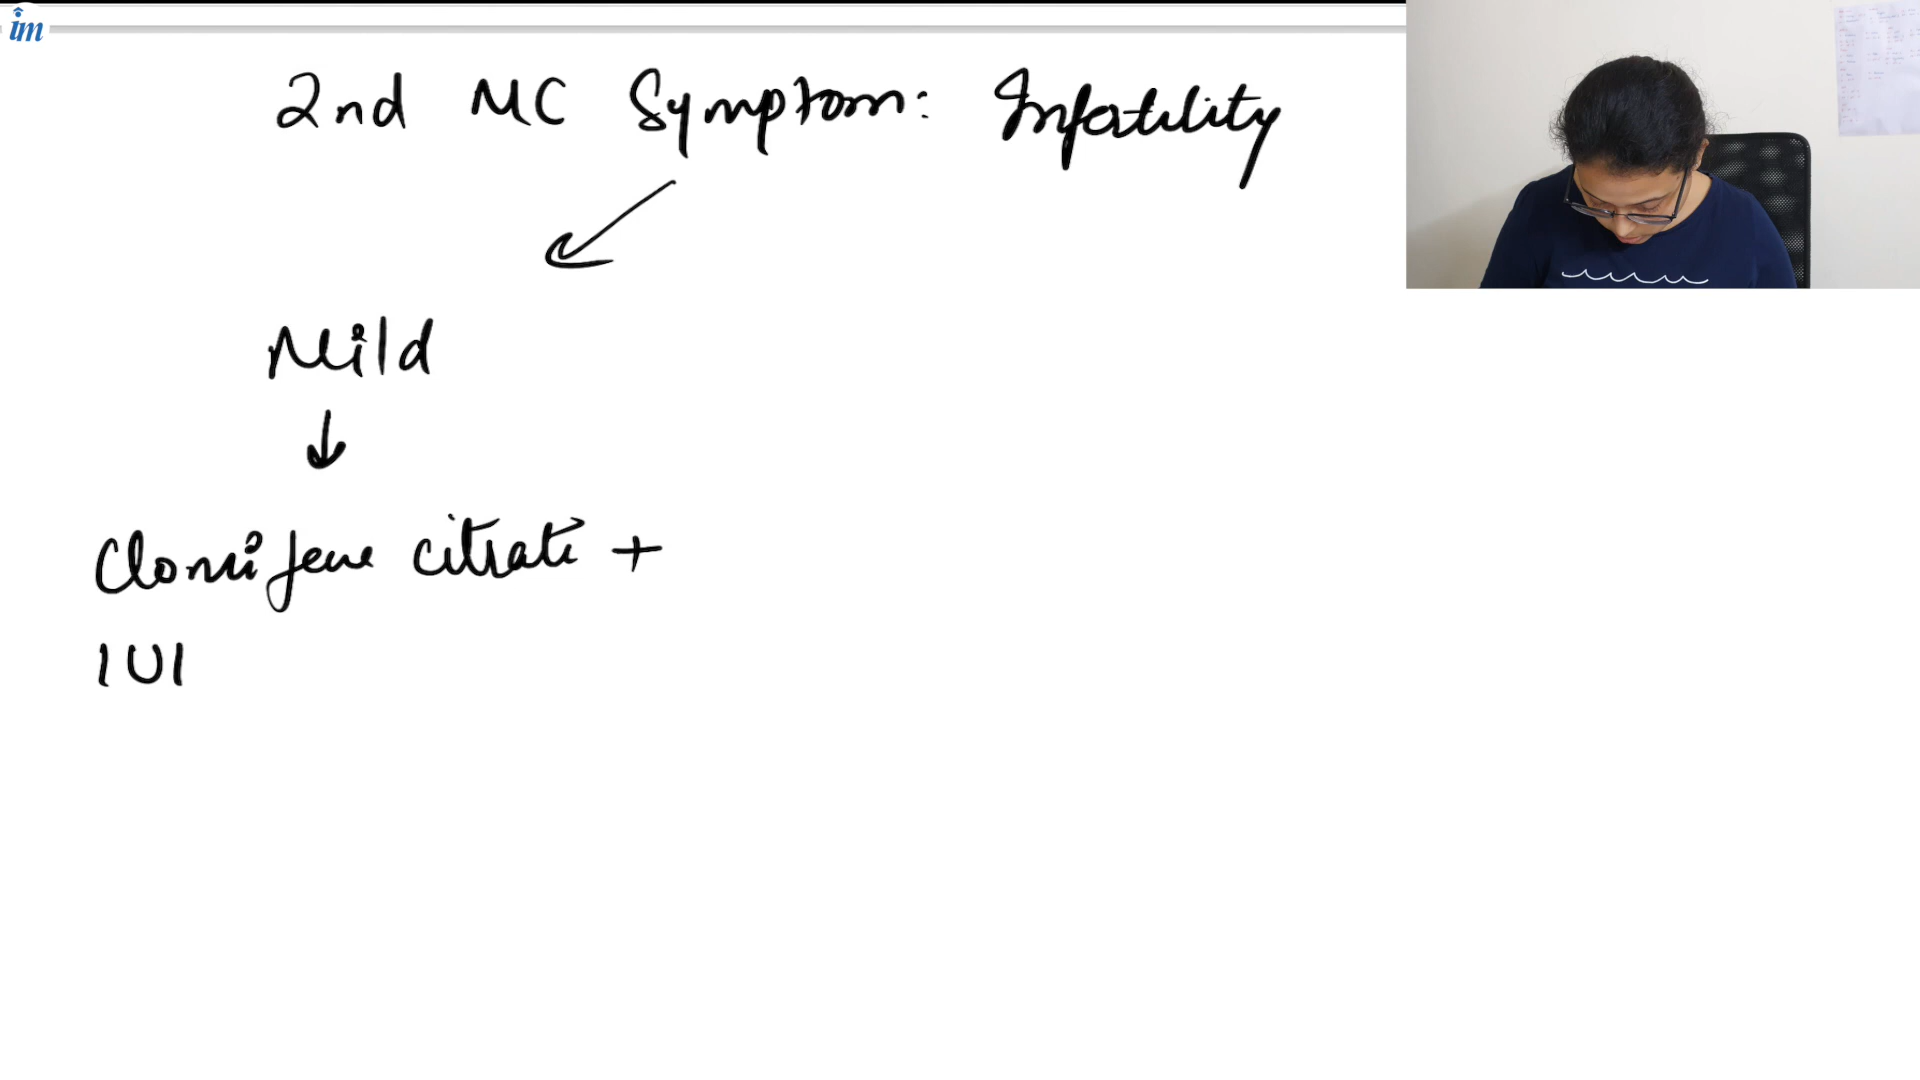 im
2nd MC Symptom: Infertility
Mild
Clomifene citrate +
IUI